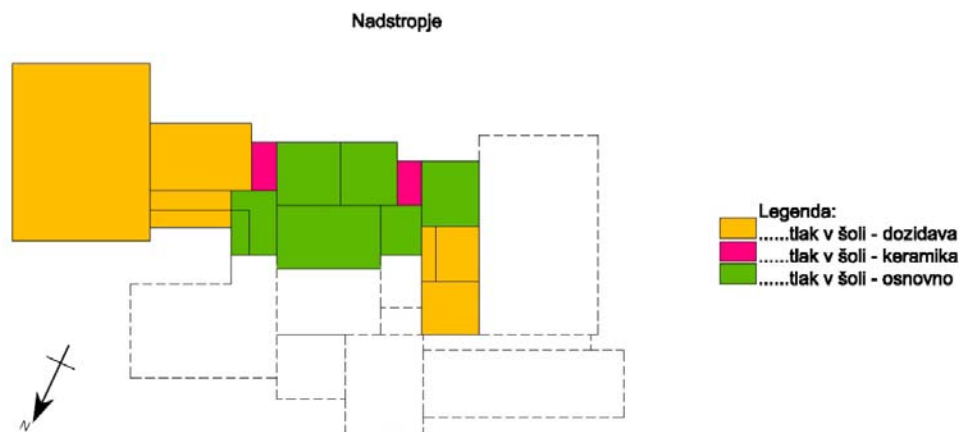 Nadstropje
Legenda:
......tlak v šoli - dozidava
......tlak v šoli - keramika
......tlak v šoli - osnovno
N